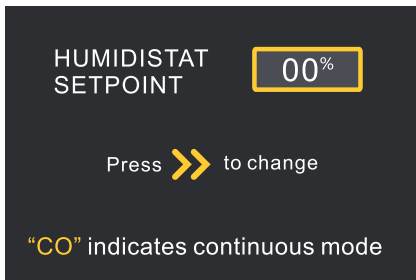 HUMIDISTAT
SETPOINT
00%
Press >> to change
“CO” indicates continuous mode